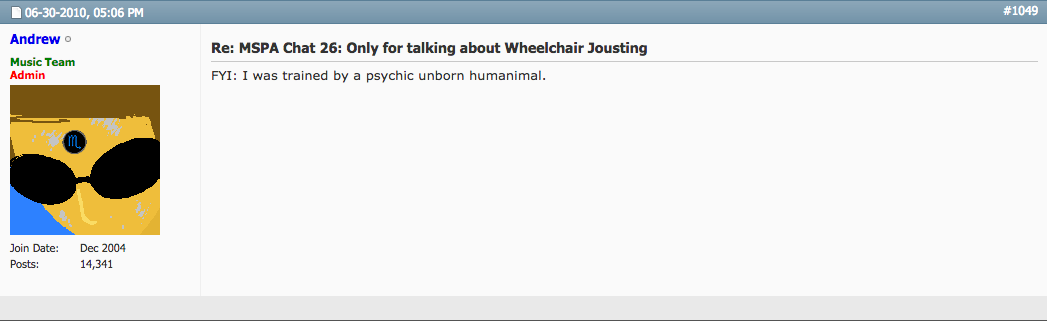 06-30-2010, 05:06 PM
#1049
Andrew
Music Team
Admin
♏
Join Date: Dec 2004
Posts: 14,341
Re: MSPA Chat 26: Only for talking about Wheelchair Jousting
FYI: I was trained by a psychic unborn humanimal.